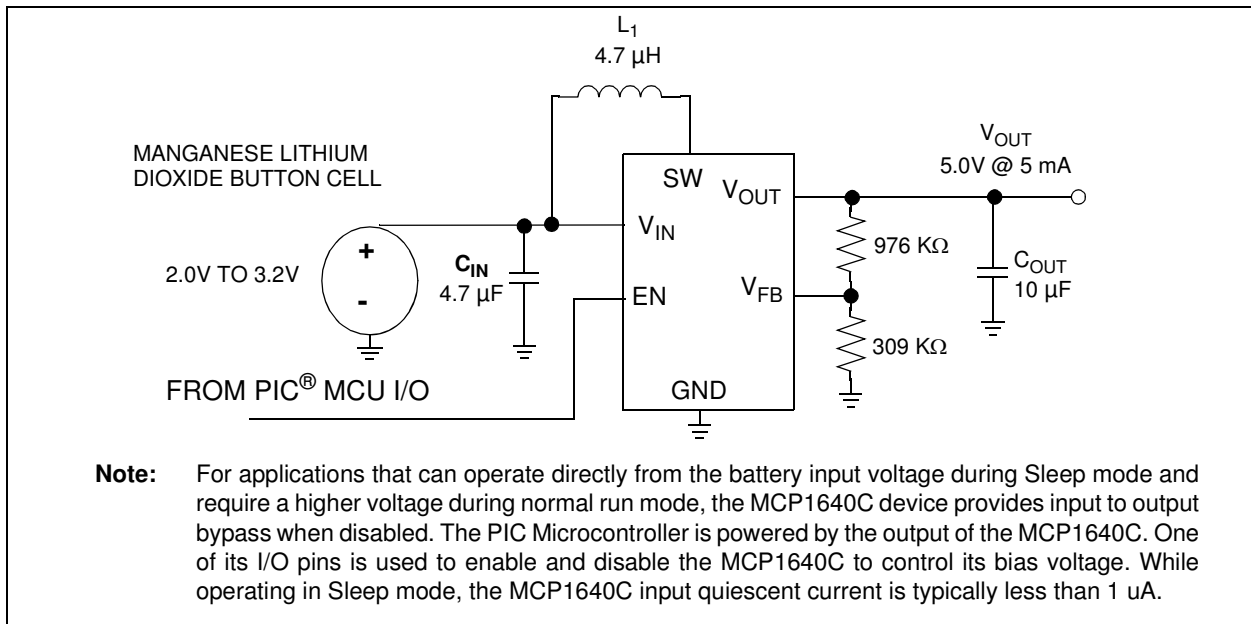 L1
4.7 µH
MANGANESE LITHIUM
DIOXIDE BUTTON CELL
VOUT
5.0V @ 5 mA
SW
VOUT
VIN
+
-
2.0V TO 3.2V
CIN
4.7 µF
976 KΩ
COUT
10 µF
EN
VFB
309 KΩ
FROM PIC® MCU I/O
GND
Note: For applications that can operate directly from the battery input voltage during Sleep mode and
require a higher voltage during normal run mode, the MCP1640C device provides input to output
bypass when disabled. The PIC Microcontroller is powered by the output of the MCP1640C. One
of its I/O pins is used to enable and disable the MCP1640C to control its bias voltage. While
operating in Sleep mode, the MCP1640C input quiescent current is typically less than 1 uA.